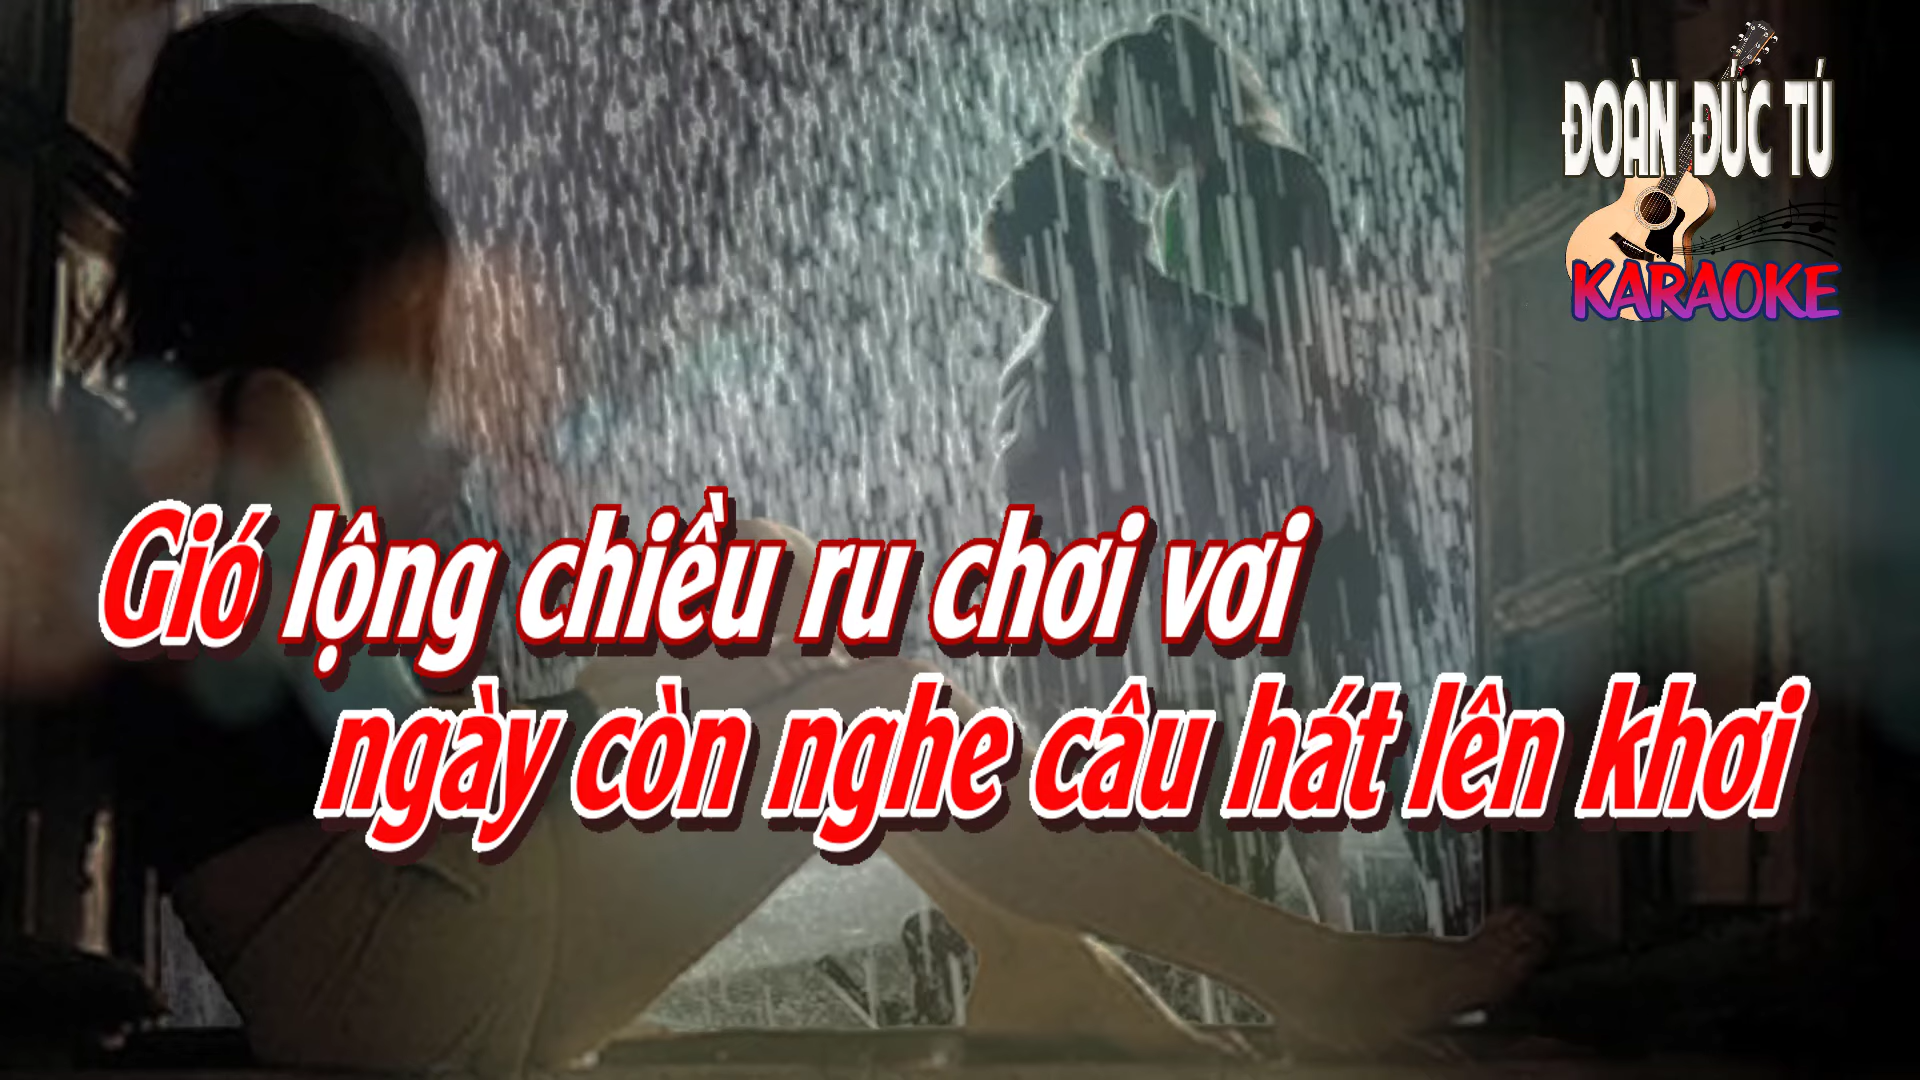 ĐOÀN ĐỨC TÚ
KARAOKE
Gió lộng chiều ru chơi vơi
ngày còn nghe câu hát lên khơi